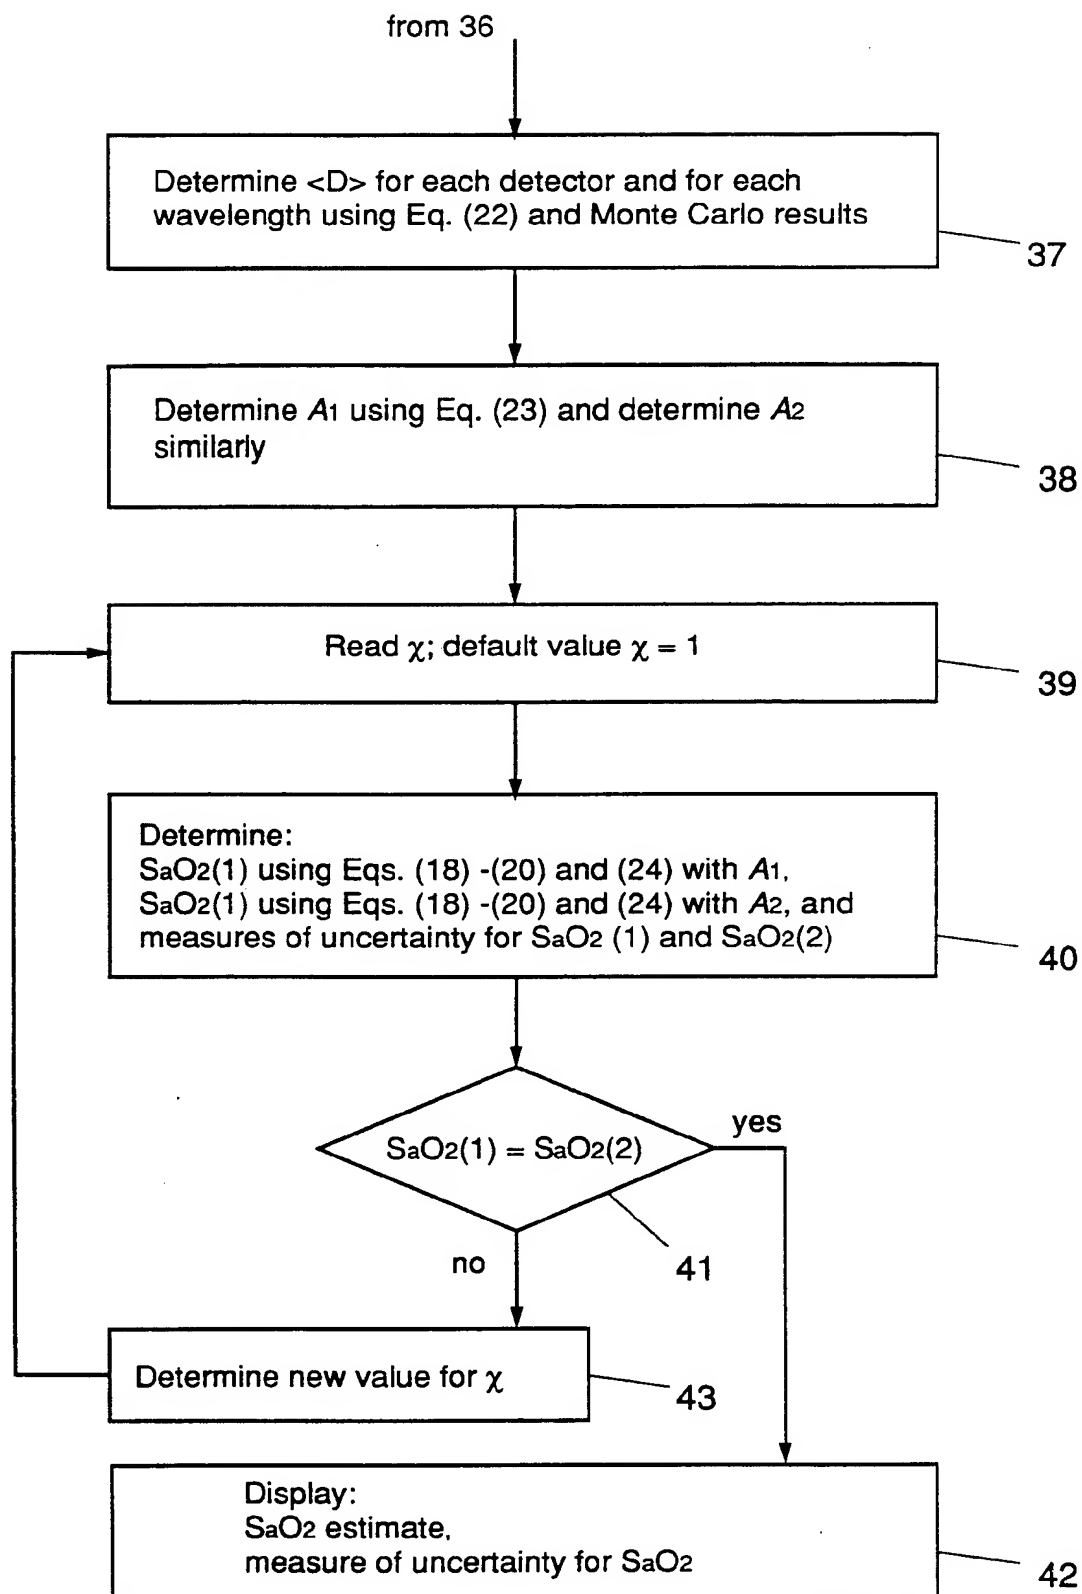 from 36
Determine <D> for each detector and for each
wavelength using Eq. (22) and Monte Carlo results
37
Determine A1 using Eq. (23) and determine A2
similarly
38
Read χ; default value χ = 1
39
Determine:
SaO2(1) using Eqs. (18) -(20) and (24) with A1,
SaO2(1) using Eqs. (18) -(20) and (24) with A2, and
measures of uncertainty for SaO2 (1) and SaO2(2)
40
SaO2(1) = SaO2(2)
yes
no
41
Determine new value for χ
43
Display:
SaO2 estimate,
measure of uncertainty for SaO2
42